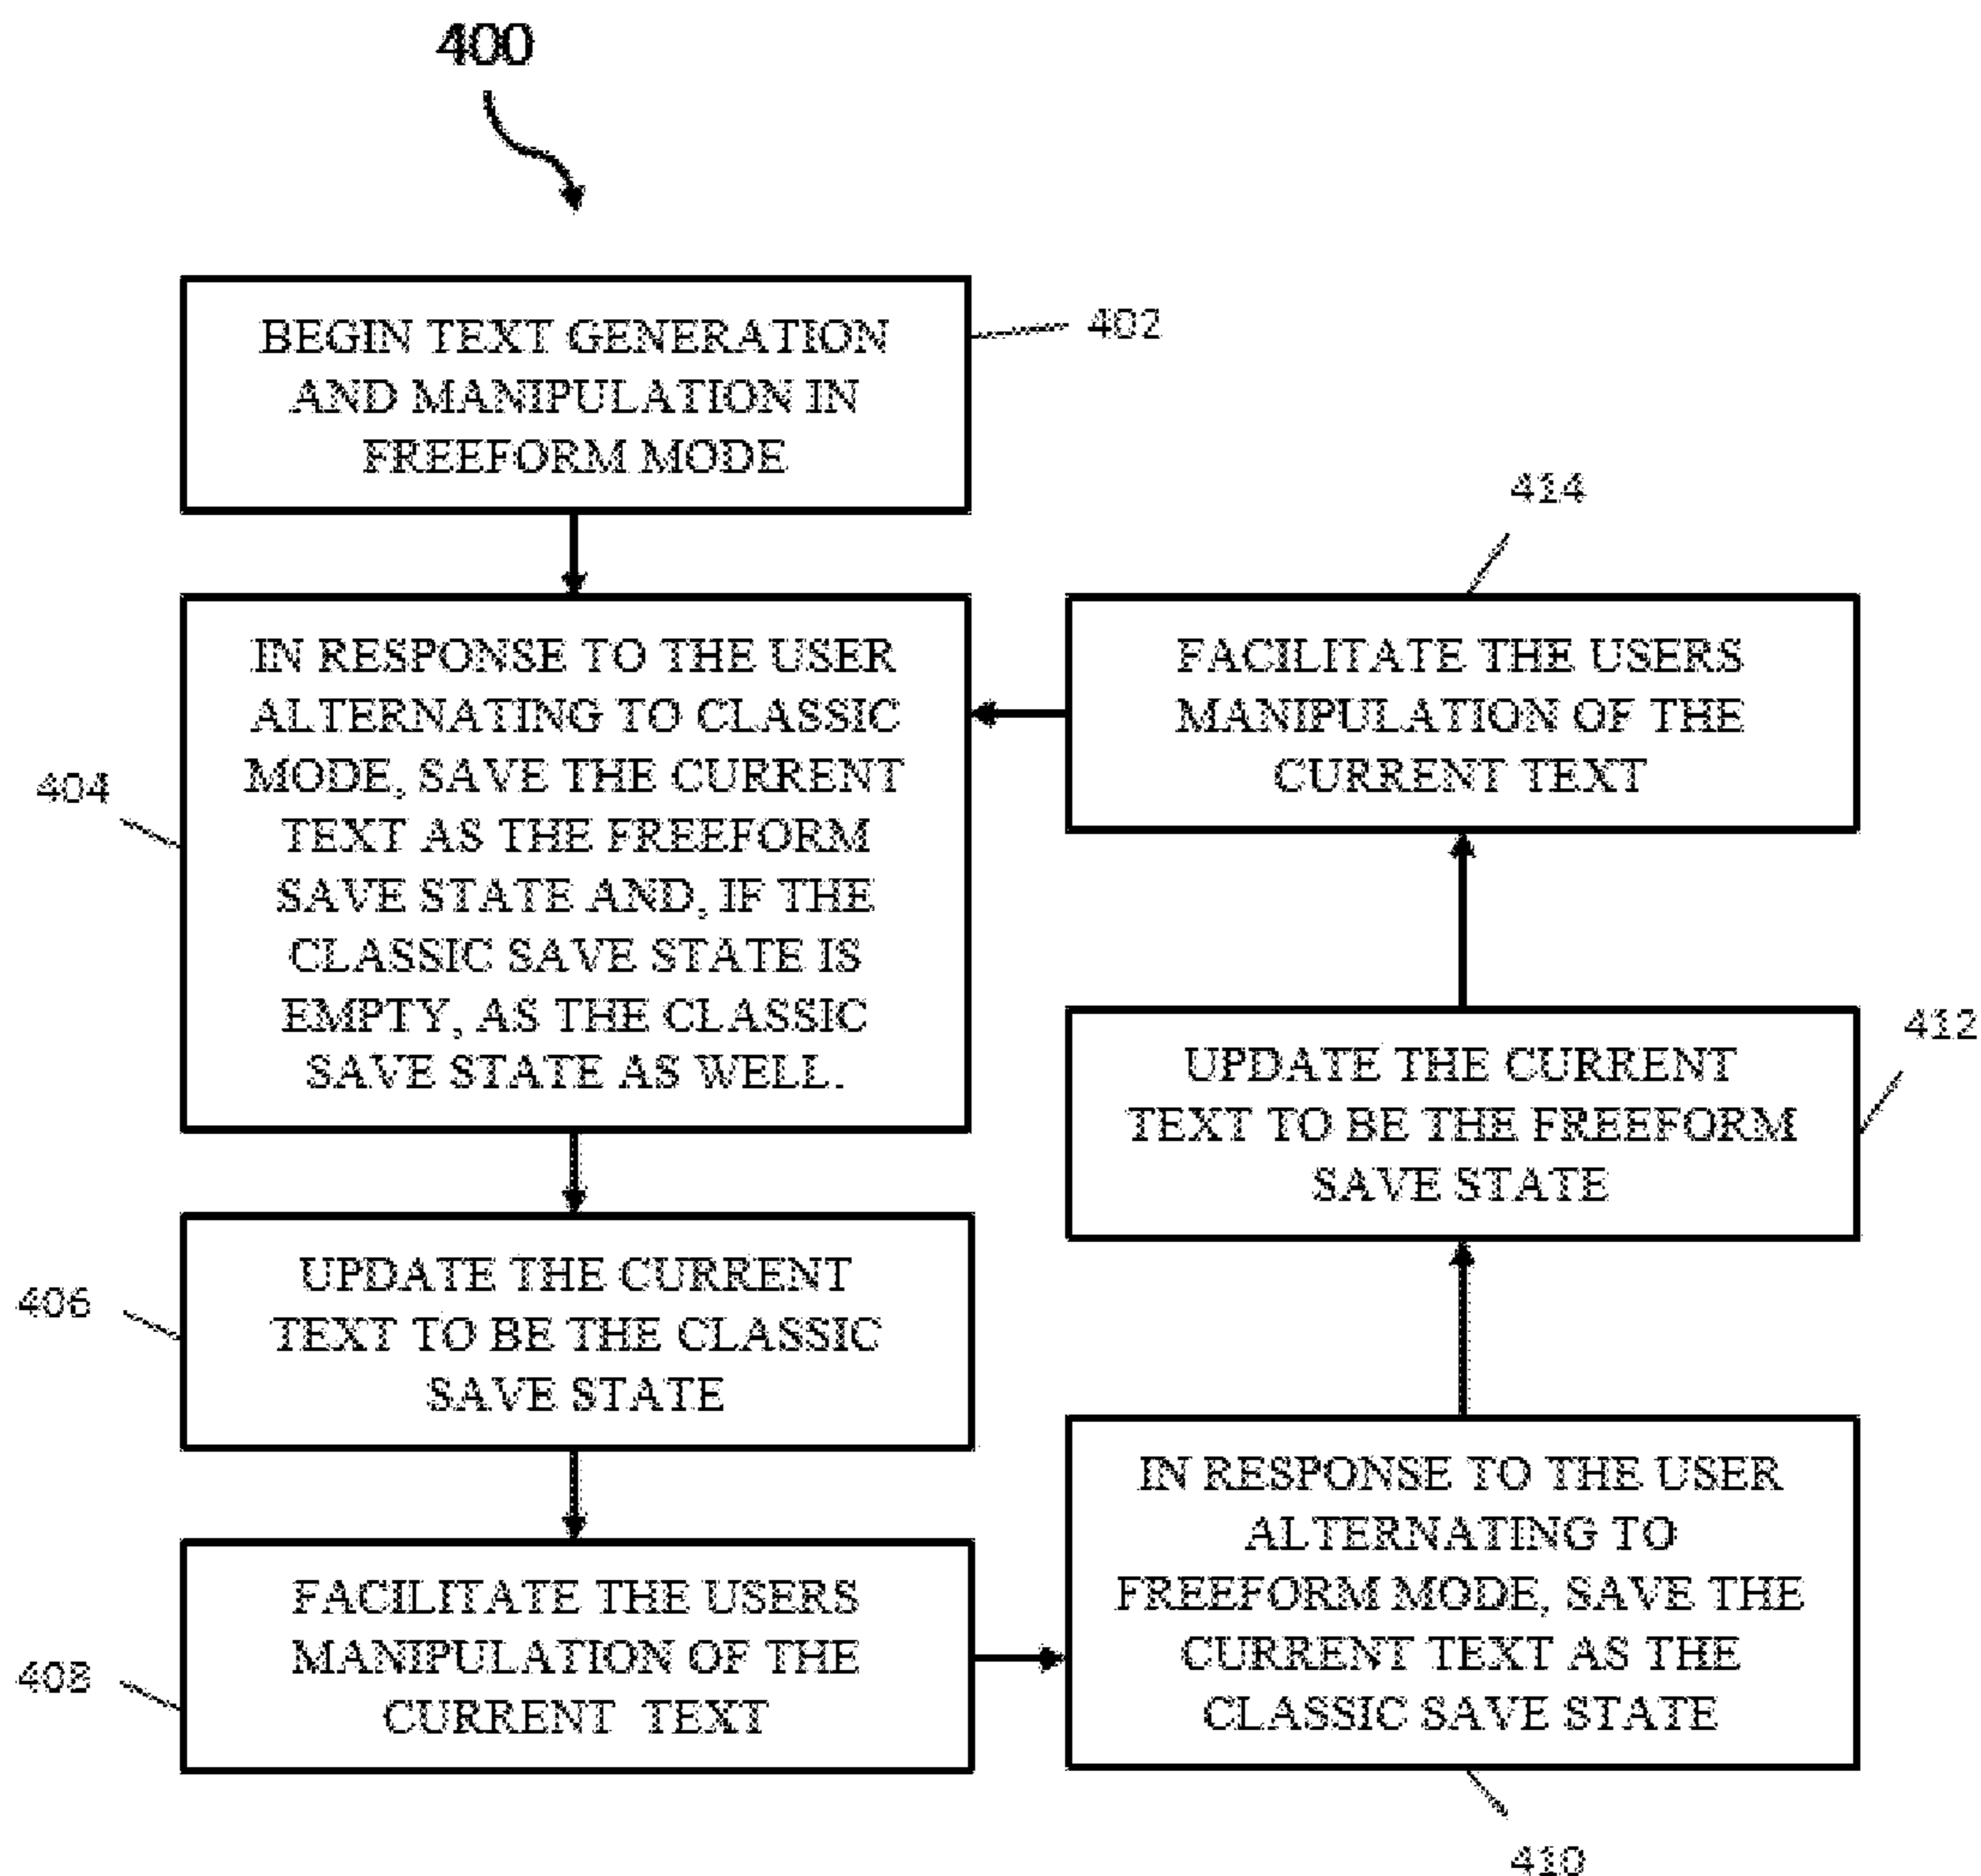 400
BEGIN TEXT GENERATION
AND MANIPULATION IN
FREEFORM MODE
402
IN RESPONSE TO THE USER
ALTERNATING TO CLASSIC
MODE, SAVE THE CURRENT
TEXT AS THE FREEFORM
SAVE STATE AND, IF THE
CLASSIC SAVE STATE IS
EMPTY, AS THE CLASSIC
SAVE STATE AS WELL.
404
UPDATE THE CURRENT
TEXT TO BE THE CLASSIC
SAVE STATE
406
FACILITATE THE USERS
MANIPULATION OF THE
CURRENT TEXT
408
IN RESPONSE TO THE USER
ALTERNATING TO
FREEFORM MODE, SAVE THE
CURRENT TEXT AS THE
CLASSIC SAVE STATE
410
UPDATE THE CURRENT
TEXT TO BE THE FREEFORM
SAVE STATE
412
FACILITATE THE USERS
MANIPULATION OF THE
CURRENT TEXT
414